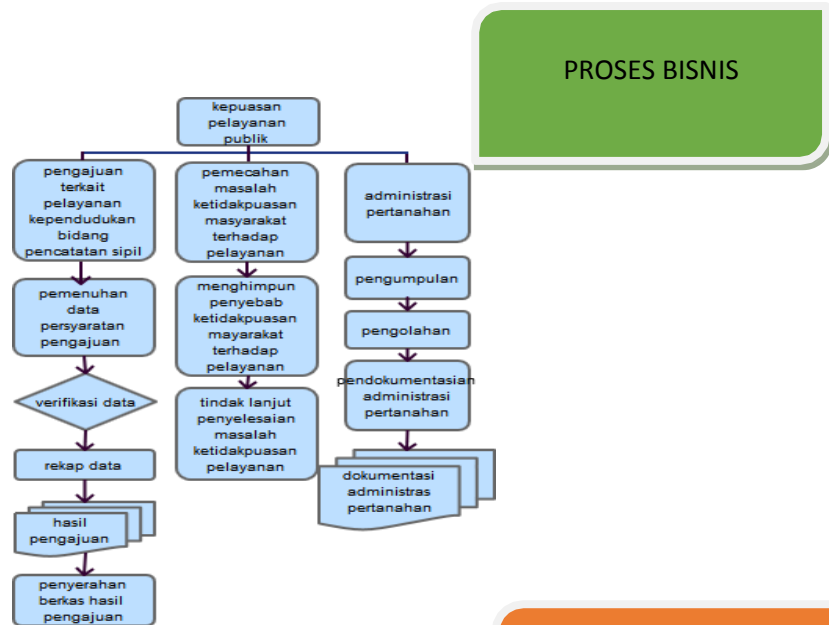 PROSES BISNIS
kepuasan
pelayanan
publik
pengajuan
terkait
pelayanan
kependudukan
bidang
pencatatan sipil
pemenuhan
data
persyaratan
pengajuan
verifikasi data
rekap data
hasil
pengajuan
penyerahan
berkas hasil
pengajuan
pemecahan
masalah
ketidakpuasan
masyarakat
terhadap
pelayanan
menghimpun
penyebab
ketidakpuasan
mayarakat
terhadap
pelayanan
tindak lanjut
penyelesaian
masalah
ketidakpuasan
pelayanan
administrasi
pertanahan
pengumpulan
pengolahan
pendokumentasian
administrasi
pertanahan
dokumentasi
administras
pertanahan